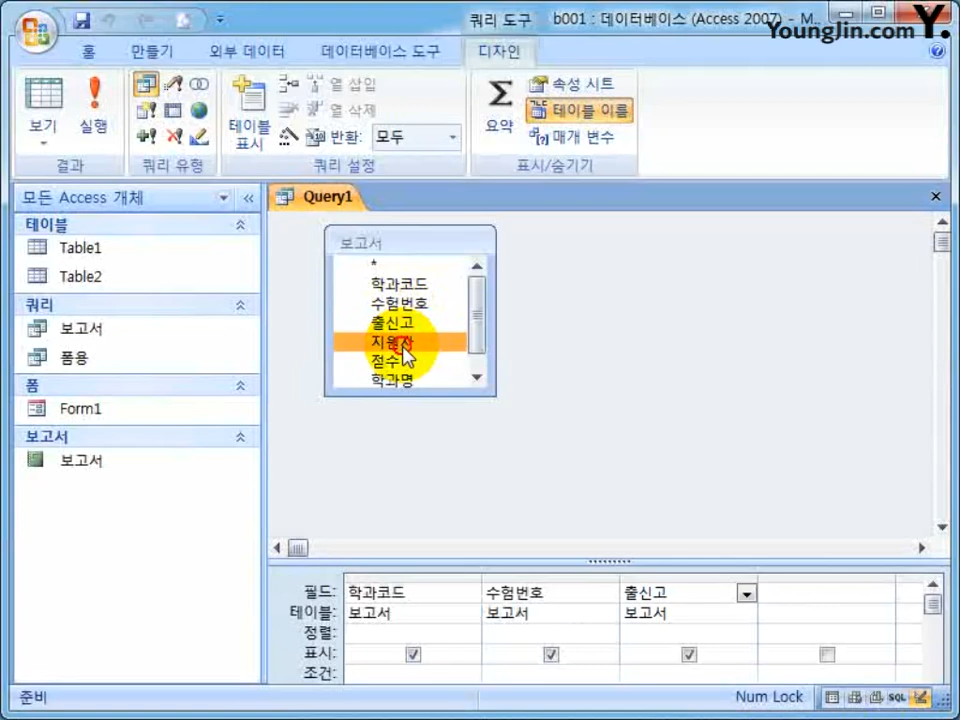 쿼리 도구
b001 : 데이터베이스 (Access 2007) - M..
YoungJin.com Y.
홈
만들기
외부 데이터
데이터베이스 도구
디자인
보기
실행
결과
쿼리 유형
테이블
표시
열 삽입
열 삭제
반환: 모두
쿼리 설정
요약
속성 시트
테이블 이름
매개 변수
표시/숨기기
모든 Access 개체
테이블
Table1
Table2
쿼리
보고서
폼용
폼
Form1
보고서
보고서
Query1
보고서
*
학과코드
수험번호
출신고
지원자
점수
학과명
필드: 학과코드 수험번호 출신고
테이블: 보고서 보고서 보고서
정렬:
표시:
조건:
준비
Num Lock
SQL